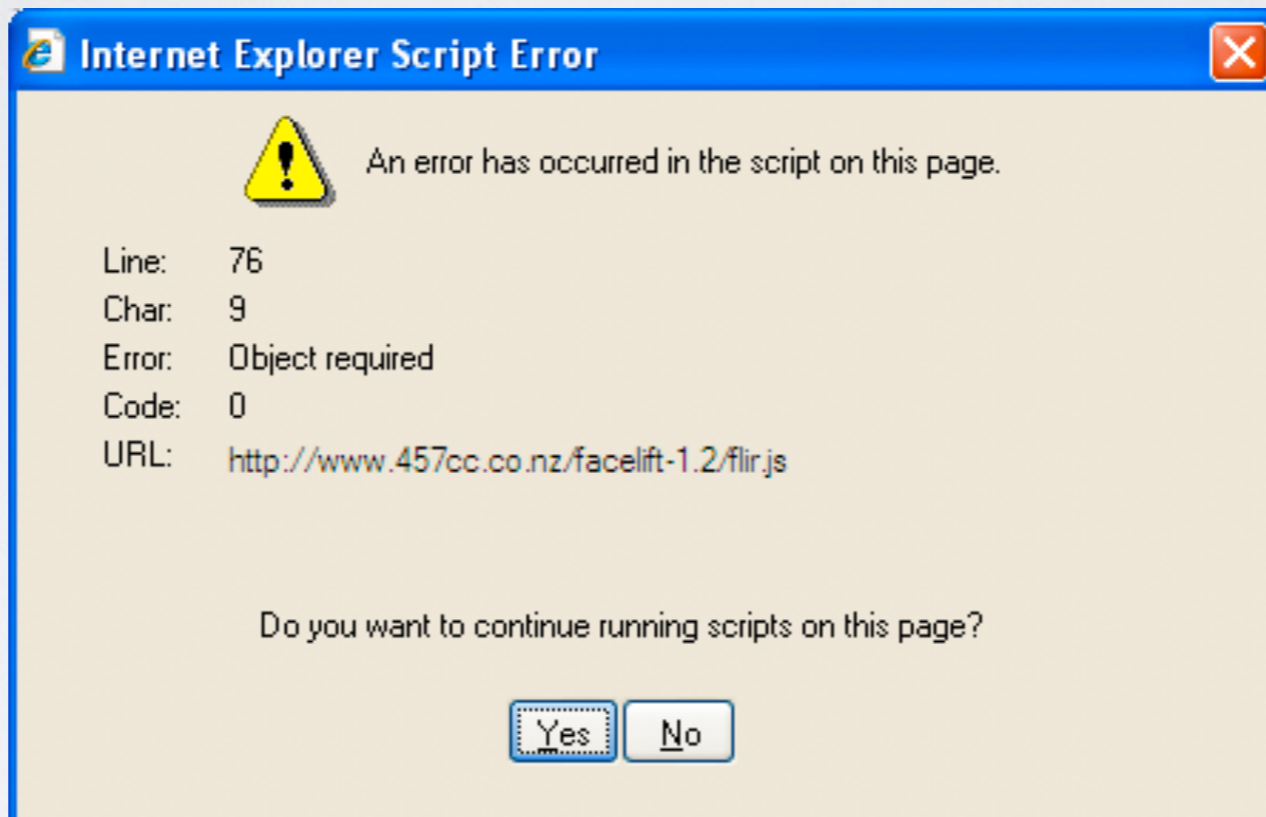 Internet Explorer Script Error
An error has occurred in the script on this page.
Line: 76
Char: 9
Error: Object required
Code: 0
URL: http://www.457cc.co.nz/facelift-1.2/flir.js
Do you want to continue running scripts on this page?
Yes No